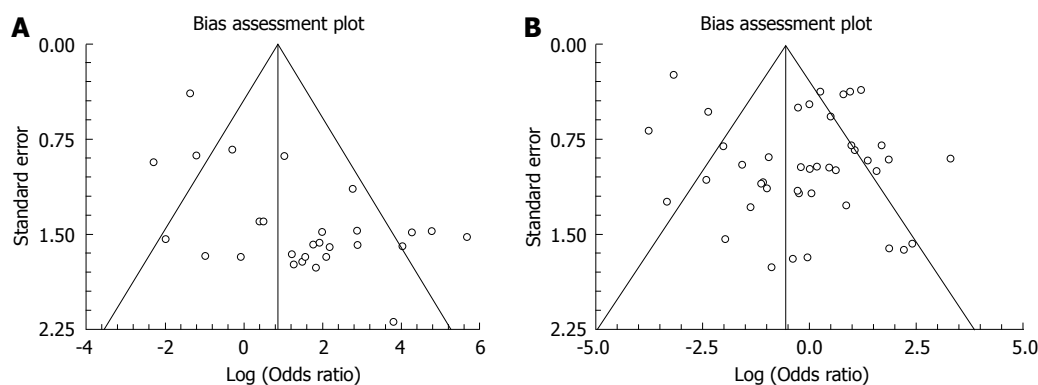 A
Bias assessment plot
0.00
0.75
1.50
2.25
Standard error
-4 -2 0 2 4 6
Log (Odds ratio)
B
Bias assessment plot
0.00
0.75
1.50
2.25
Standard error
-5.0 -2.5 0.0 2.5 5.0
Log (Odds ratio)